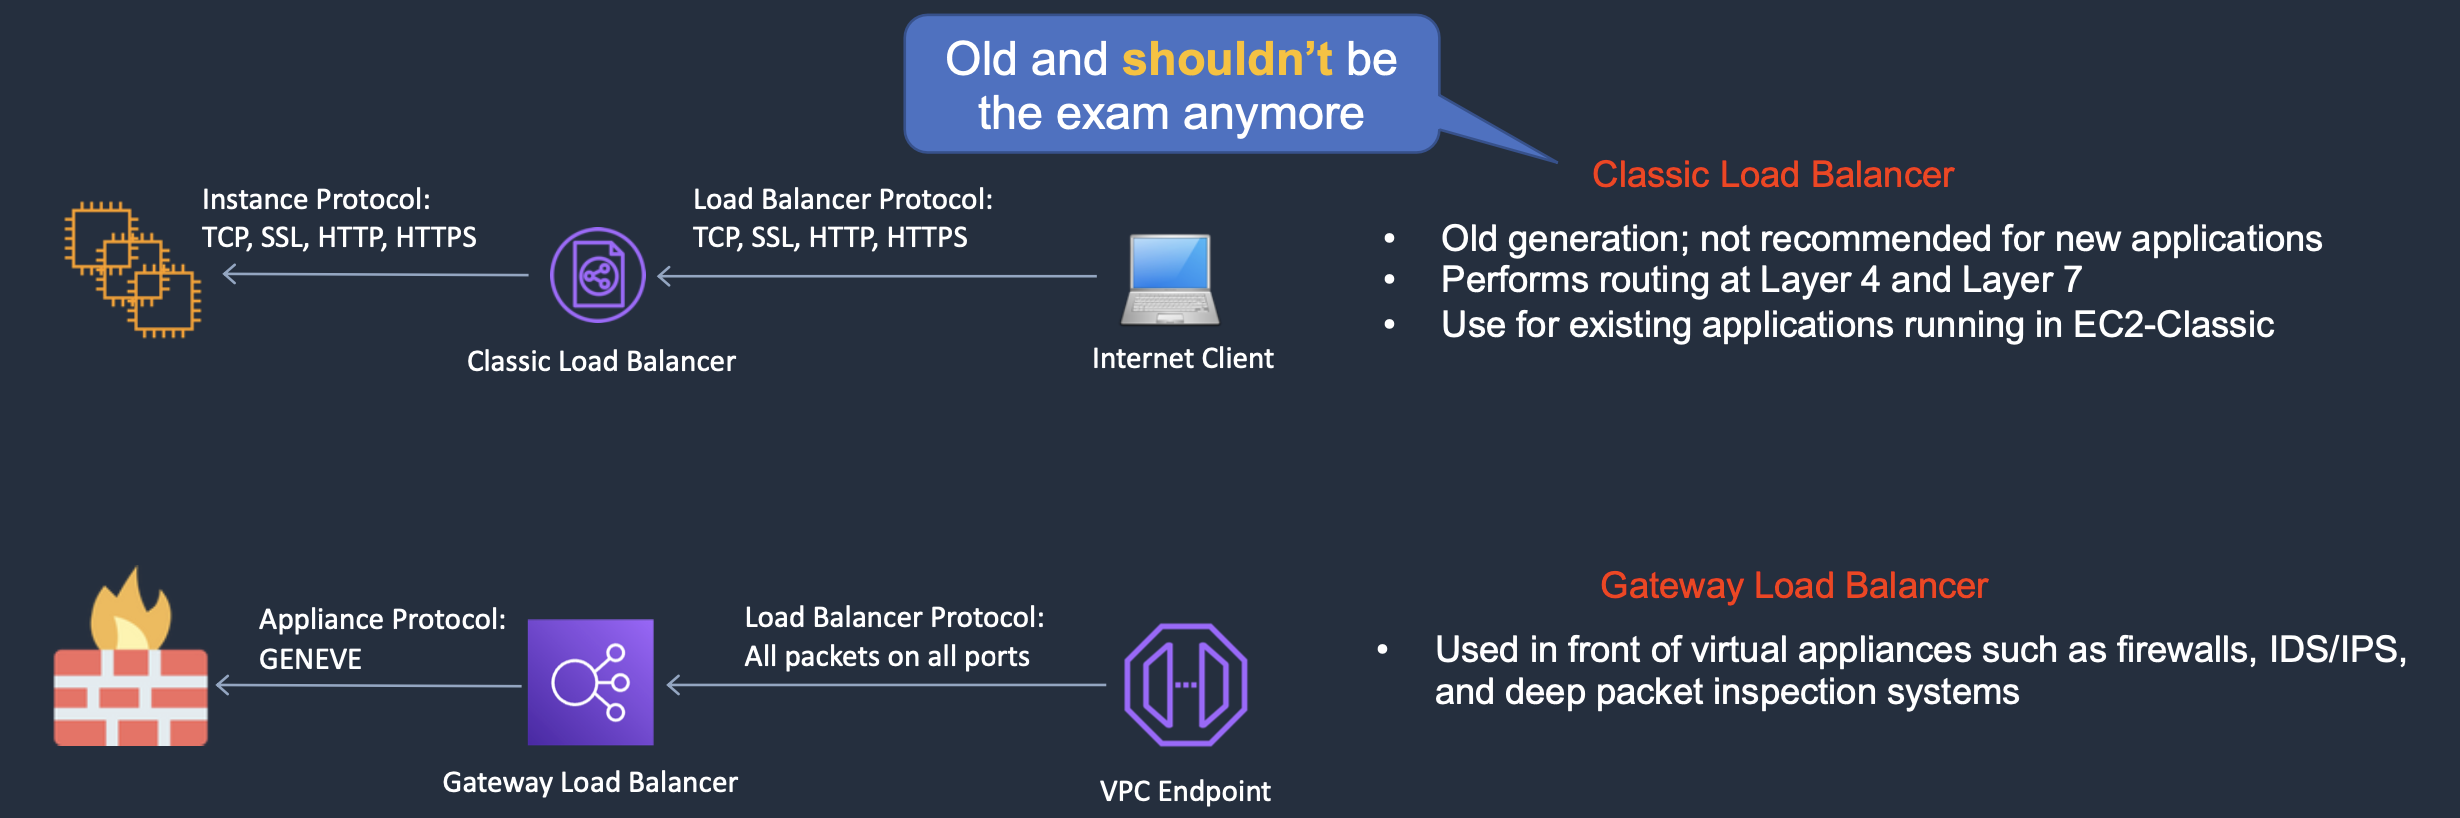 Old and shouldn’t be
the exam anymore
Classic Load Balancer
Instance Protocol:
TCP, SSL, HTTP, HTTPS
Load Balancer Protocol:
TCP, SSL, HTTP, HTTPS
• Old generation; not recommended for new applications
• Performs routing at Layer 4 and Layer 7
• Use for existing applications running in EC2-Classic
Classic Load Balancer
Internet Client
Gateway Load Balancer
Appliance Protocol:
GENEVE
Load Balancer Protocol:
All packets on all ports
• Used in front of virtual appliances such as firewalls, IDS/IPS,
and deep packet inspection systems
Gateway Load Balancer
VPC Endpoint